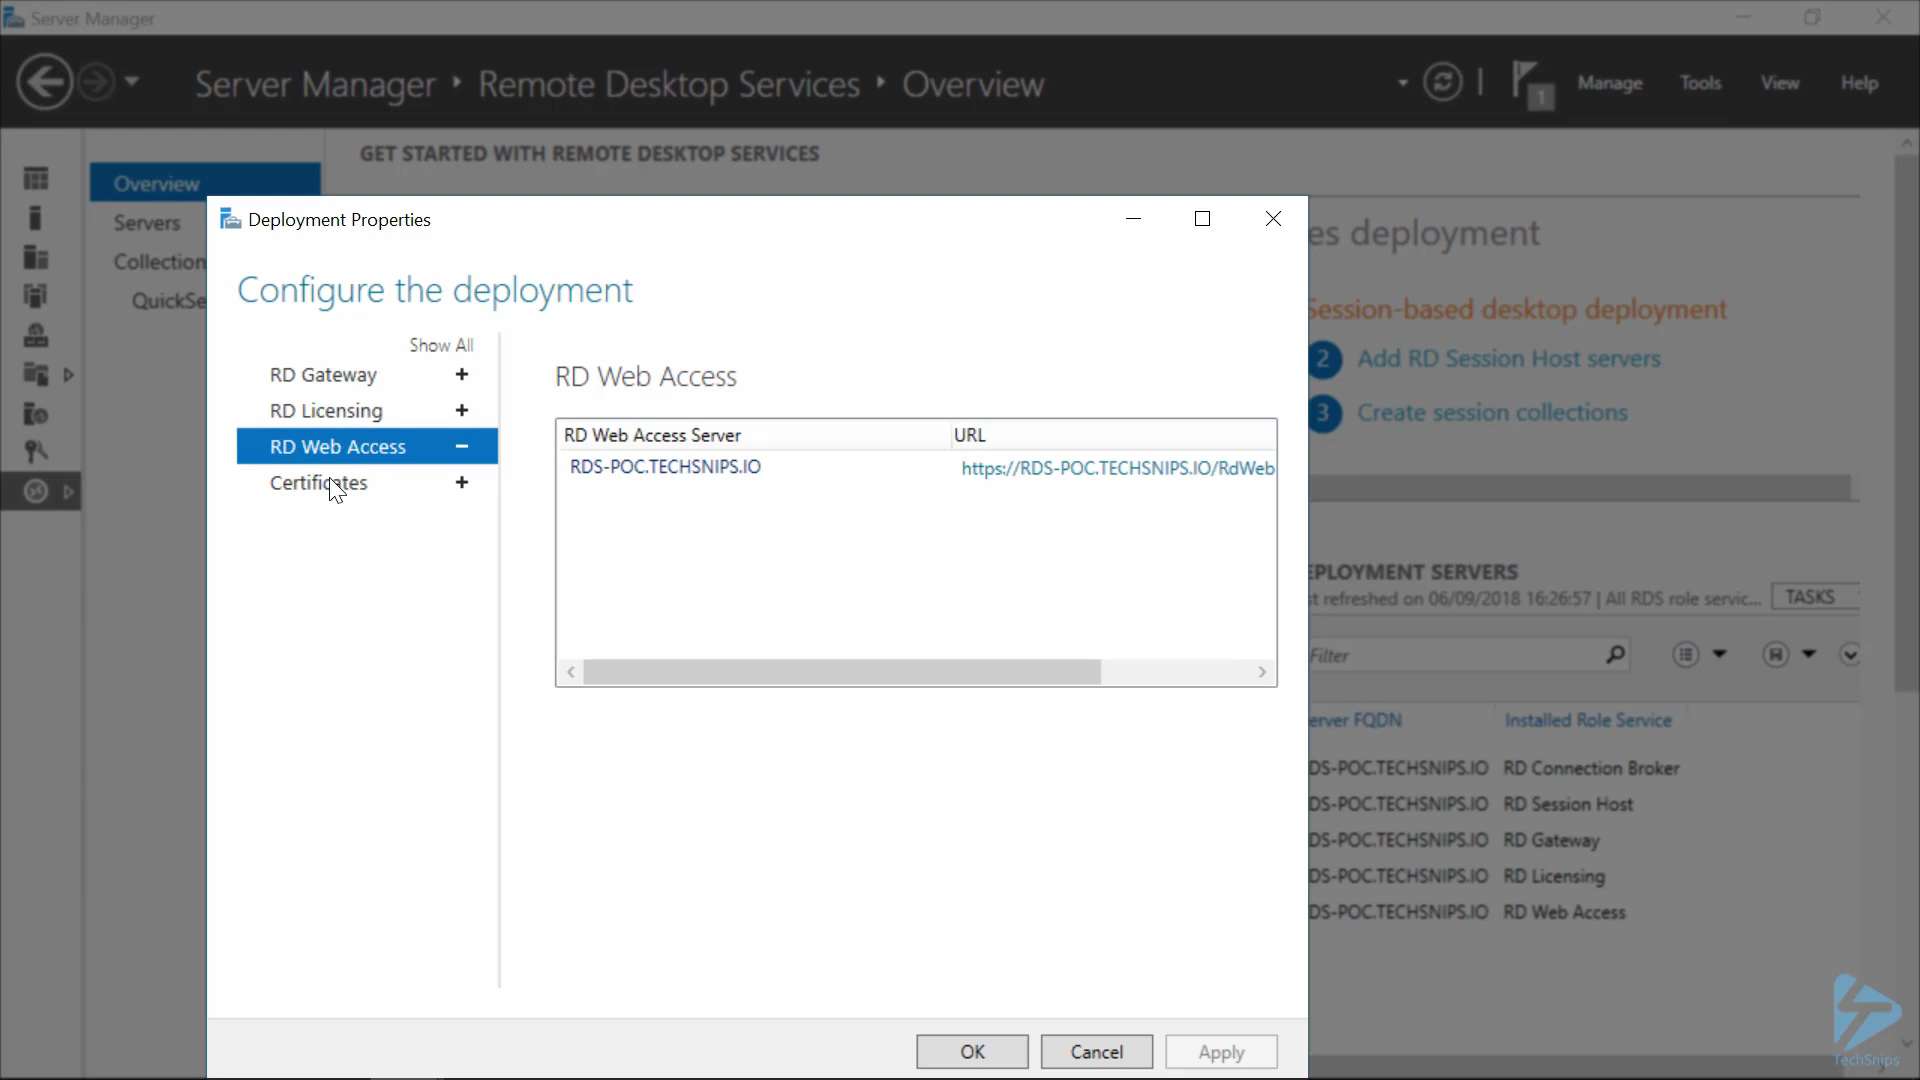 Server Manager
Server Manager Remote Desktop Services Overview
1
Manage
Tools
View
Help
GET STARTED WITH REMOTE DESKTOP SERVICES
Overview
Servers
Collection
QuickSe
es deployment
Session-based desktop deployment
2 Add RD Session Host servers
3 Create session collections
Deployment Properties
Configure the deployment
Show All
RD Gateway +
RD Licensing +
RD Web Access −
Certificates +
RD Web Access
RD Web Access Server URL
RDS-POC.TECHSNIPS.IO https://RDS-POC.TECHSNIPS.IO/RdWeb
OK
Cancel
Apply
EPLOYMENT SERVERS
t refreshed on 06/09/2018 16:26:57 | All RDS role servic... TASKS
Filter
erver FQDN Installed Role Service
DS-POC.TECHSNIPS.IO RD Connection Broker
DS-POC.TECHSNIPS.IO RD Session Host
DS-POC.TECHSNIPS.IO RD Gateway
DS-POC.TECHSNIPS.IO RD Licensing
DS-POC.TECHSNIPS.IO RD Web Access
TechSnips